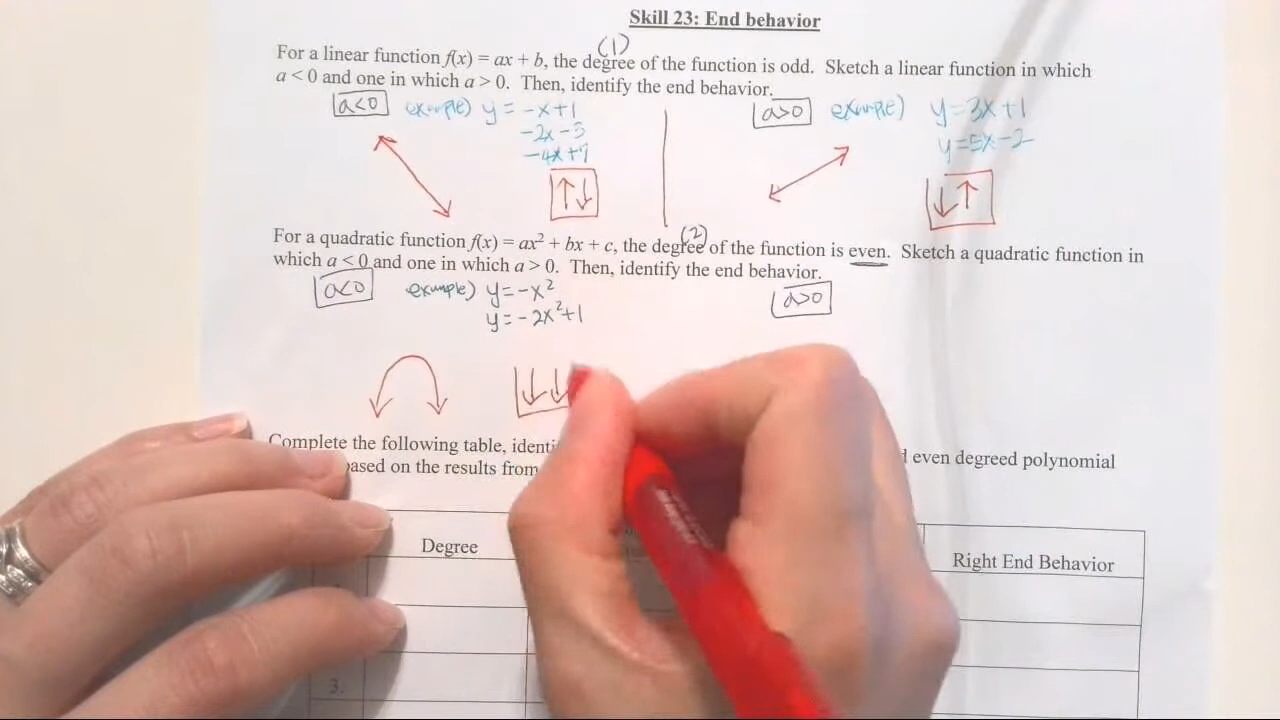 Skill 23: End behavior
(1)
For a linear function f(x) = ax + b, the degree of the function is odd. Sketch a linear function in which
a < 0 and one in which a > 0. Then, identify the end behavior.
a<0 example) y = -x+1
-2x-5
-4x+7
a>0 example) y=3x+1
y=5x-2
(2)
For a quadratic function f(x) = ax² + bx + c, the degree of the function is even. Sketch a quadratic function in
which a < 0 and one in which a > 0. Then, identify the end behavior.
a<0 example) y=-x²
y=-2x²+1
a>0
Complete the following table, even degreed polynomial
based on the results from
Degree Right End Behavior
3.